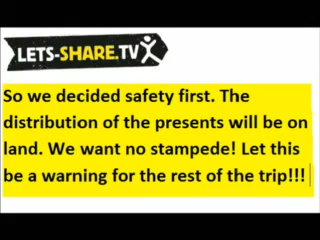 LETS-SHARE.TV
So we decided safety first. The
distribution of the presents will be on
land. We want no stampede! Let this
be a warning for the rest of the trip!!!